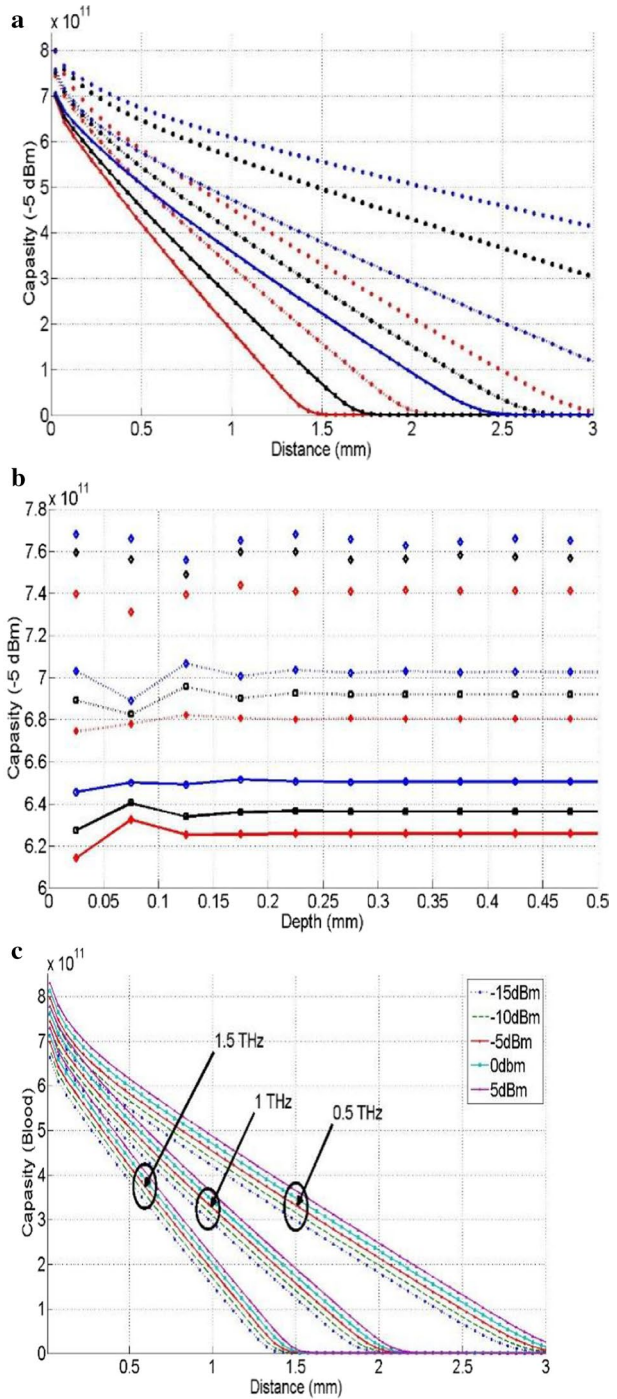 a
x 10^11
8
7
6
5
4
3
2
1
0
Capasity (-5 dBm)
0.5 1 1.5 2 2.5 3
Distance (mm)
b
x 10^11
7.8
7.6
7.4
7.2
7
6.8
6.6
6.4
6.2
6
Capasity (-5 dBm)
0 0.05 0.1 0.15 0.2 0.25 0.3 0.35 0.4 0.45 0.5
Depth (mm)
c
x 10^11
8
7
6
5
4
3
2
1
0
Capasity (Blood)
1.5 THz
1 THz
0.5 THz
-15dBm
-10dBm
-5dBm
0dbm
5dBm
0.5 1 1.5 2 2.5 3
Distance (mm)